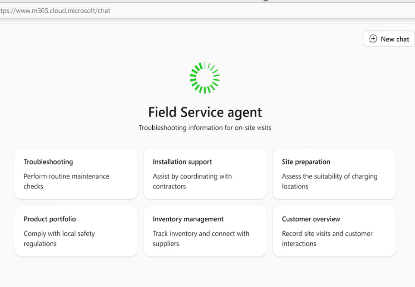 ttps://www.m365.cloud.microsoft/chat
New chat
Field Service agent
Troubleshooting information for on-site visits
Troubleshooting
Perform routine maintenance
checks
Installation support
Assist by coordinating with
contractors
Site preparation
Assess the suitability of charging
locations
Product portfolio
Comply with local safety
regulations
Inventory management
Track inventory and connect with
suppliers
Customer overview
Record site visits and customer
interactions